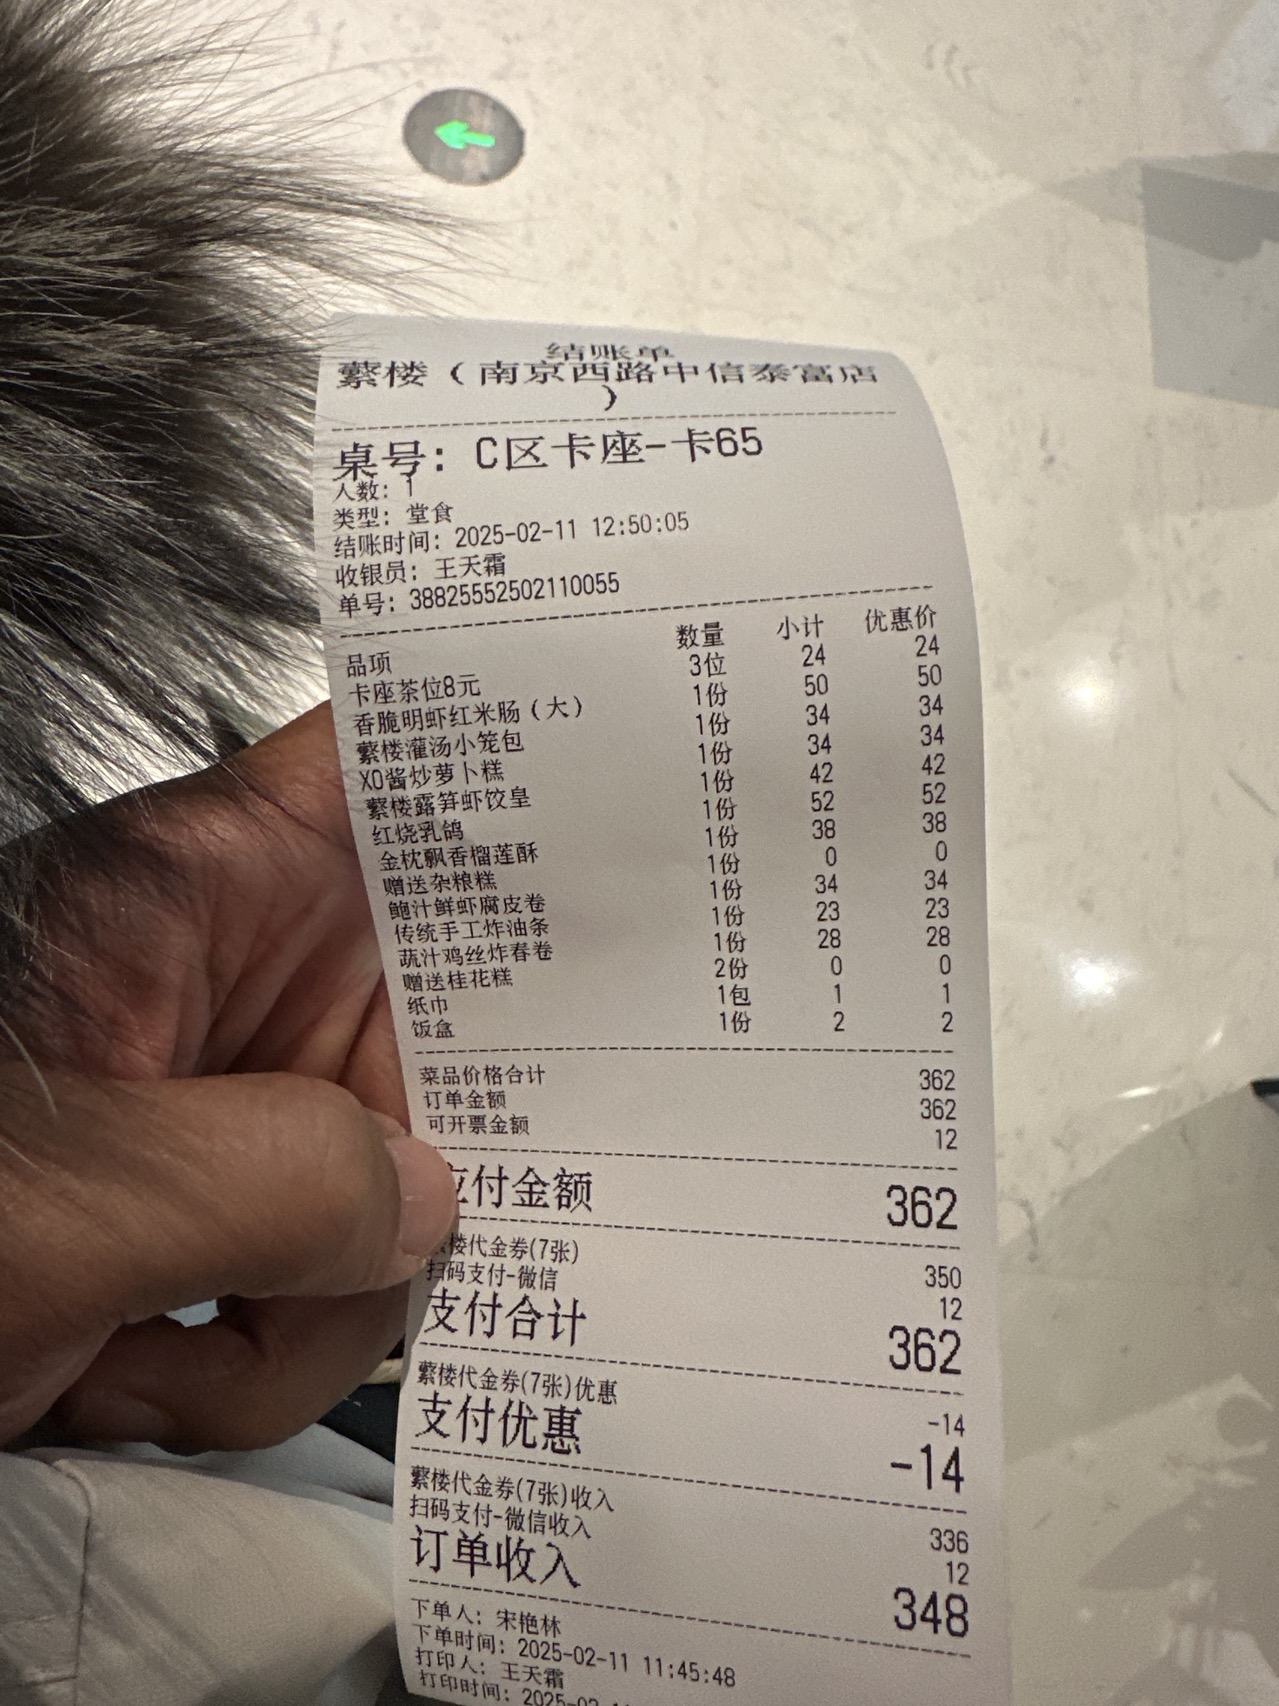 结账单
蘩楼（南京西路中信泰富店
）
桌号: C区卡座-卡65
人数: 1
类型: 堂食
结账时间: 2025-02-11 12:50:05
收银员: 王天霜
单号: 38825552502110055
品项 数量 小计 优惠价
卡座茶位8元 3位 24 24
香脆明虾红米肠（大） 1份 50 50
蘩楼灌汤小笼包 1份 34 34
XO酱炒萝卜糕 1份 34 34
蘩楼露笋虾饺皇 1份 42 42
红烧乳鸽 1份 52 52
金枕飘香榴莲酥 1份 38 38
赠送杂粮糕 1份 0 0
鲍汁鲜虾腐皮卷 1份 34 34
传统手工炸油条 1份 23 23
蔬汁鸡丝炸春卷 1份 28 28
赠送桂花糕 2份 0 0
纸巾 1包 1 1
饭盒 1份 2 2
菜品价格合计 362
订单金额 362
可开票金额 12
应付金额 362
楼代金券(7张) 350
扫码支付-微信 12
支付合计 362
蘩楼代金券(7张)优惠 -14
支付优惠 -14
蘩楼代金券(7张)收入 336
扫码支付-微信收入 12
订单收入 348
下单人: 宋艳林
下单时间: 2025-02-11 11:45:48
打印人: 王天霜
打印时间: 2025-02